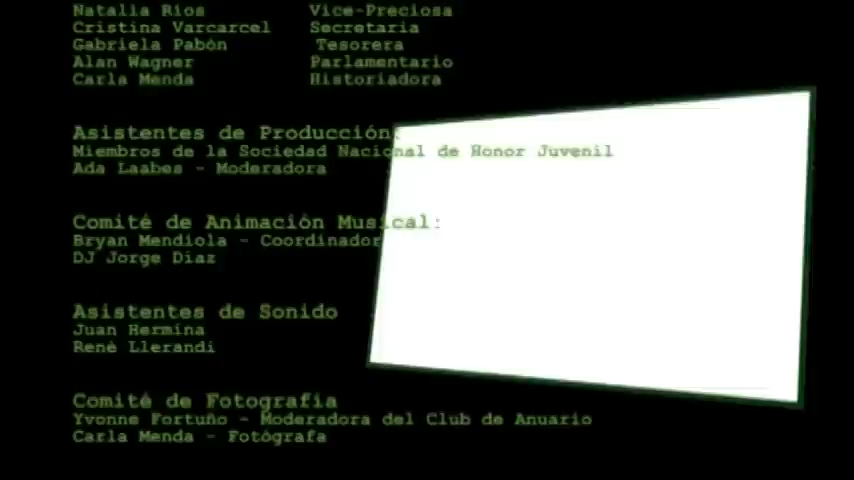 Natalia Rios Vice-Preciosa
Cristina Varcarcel Secretaria
Gabriela Pabón Tesorera
Alan Wagner Parlamentario
Carla Menda Historiadora
Asistentes de Producción:
Miembros de la Sociedad Nacional de Honor Juvenil
Ada Laabes - Moderadora
Comité de Animación Musical:
Bryan Mendiola - Coordinador
DJ Jorge Diaz
Asistentes de Sonido
Juan Hermina
Renè Llerandi
Comité de Fotografía
Yvonne Fortuño - Moderadora del Club de Anuario
Carla Menda - Fotógrafa